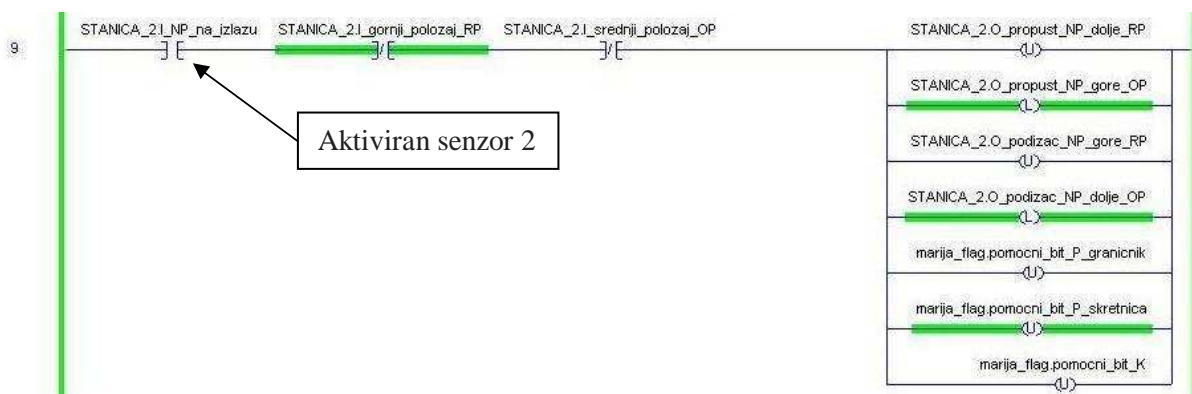 STANICA_2.I_NP_na_izlazu STANICA_2.I_gornji_polozaj_RP STANICA_2.I_srednji_polozaj_OP STANICA_2.O_propust_NP_dolje_RP
9
(U)
STANICA_2.O_propust_NP_gore_OP
(L)
Aktiviran senzor 2
STANICA_2.O_podizac_NP_gore_RP
(U)
STANICA_2.O_podizac_NP_dolje_OP
(L)
marija_flag.pomocni_bit_P_granicnik
(U)
marija_flag.pomocni_bit_P_skretnica
(U)
marija_flag.pomocni_bit_K
(U)